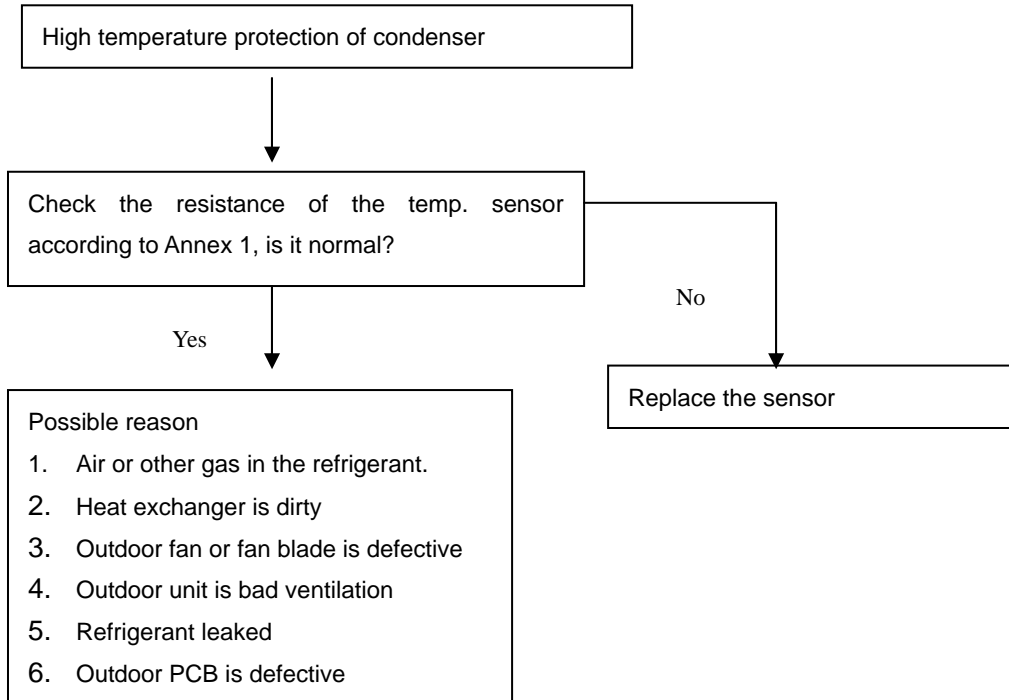 High temperature protection of condenser
Check the resistance of the temp. sensor
according to Annex 1, is it normal?
No
Yes
Replace the sensor
Possible reason
1. Air or other gas in the refrigerant.
2. Heat exchanger is dirty
3. Outdoor fan or fan blade is defective
4. Outdoor unit is bad ventilation
5. Refrigerant leaked
6. Outdoor PCB is defective